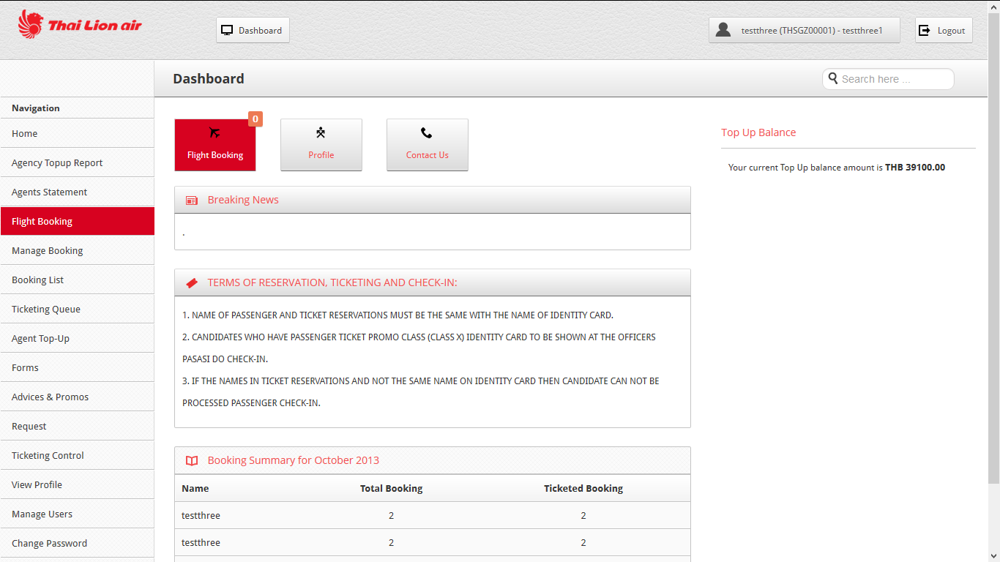 Thai Lion air
Dashboard
testthree (THSGZ00001) - testthree1
Logout
Dashboard
Search here ...
Navigation
Home
Agency Topup Report
Agents Statement
Flight Booking
Manage Booking
Booking List
Ticketing Queue
Agent Top-Up
Forms
Advices & Promos
Request
Ticketing Control
View Profile
Manage Users
Change Password
0
Flight Booking
Profile
Contact Us
Breaking News
.
TERMS OF RESERVATION, TICKETING AND CHECK-IN:
1. NAME OF PASSENGER AND TICKET RESERVATIONS MUST BE THE SAME WITH THE NAME OF IDENTITY CARD.
2. CANDIDATES WHO HAVE PASSENGER TICKET PROMO CLASS (CLASS X) IDENTITY CARD TO BE SHOWN AT THE OFFICERS
PASASI DO CHECK-IN.
3. IF THE NAMES IN TICKET RESERVATIONS AND NOT THE SAME NAME ON IDENTITY CARD THEN CANDIDATE CAN NOT BE
PROCESSED PASSENGER CHECK-IN.
Booking Summary for October 2013
Name Total Booking Ticketed Booking
testthree 2 2
testthree 2 2
Top Up Balance
Your current Top Up balance amount is THB 39100.00